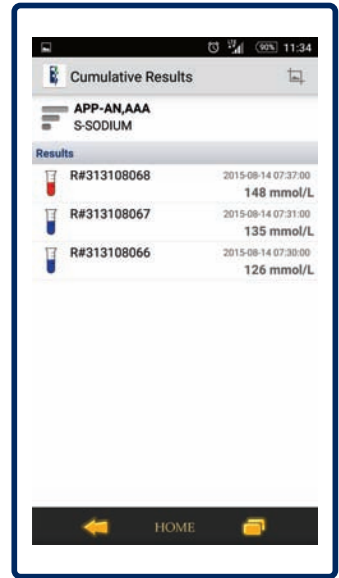 90% 11:34
Cumulative Results
APP-AN,AAA
S-SODIUM
Results
R#313108068 2015-08-14 07:37:00
148 mmol/L
R#313108067 2015-08-14 07:31:00
135 mmol/L
R#313108066 2015-08-14 07:30:00
126 mmol/L
HOME